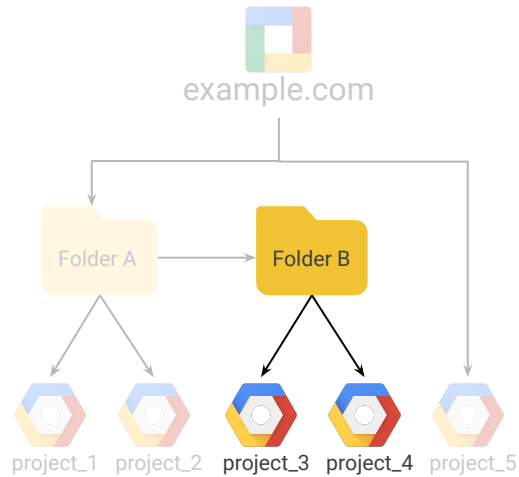 example.com
Folder A
Folder B
project_1
project_2
project_3
project_4
project_5